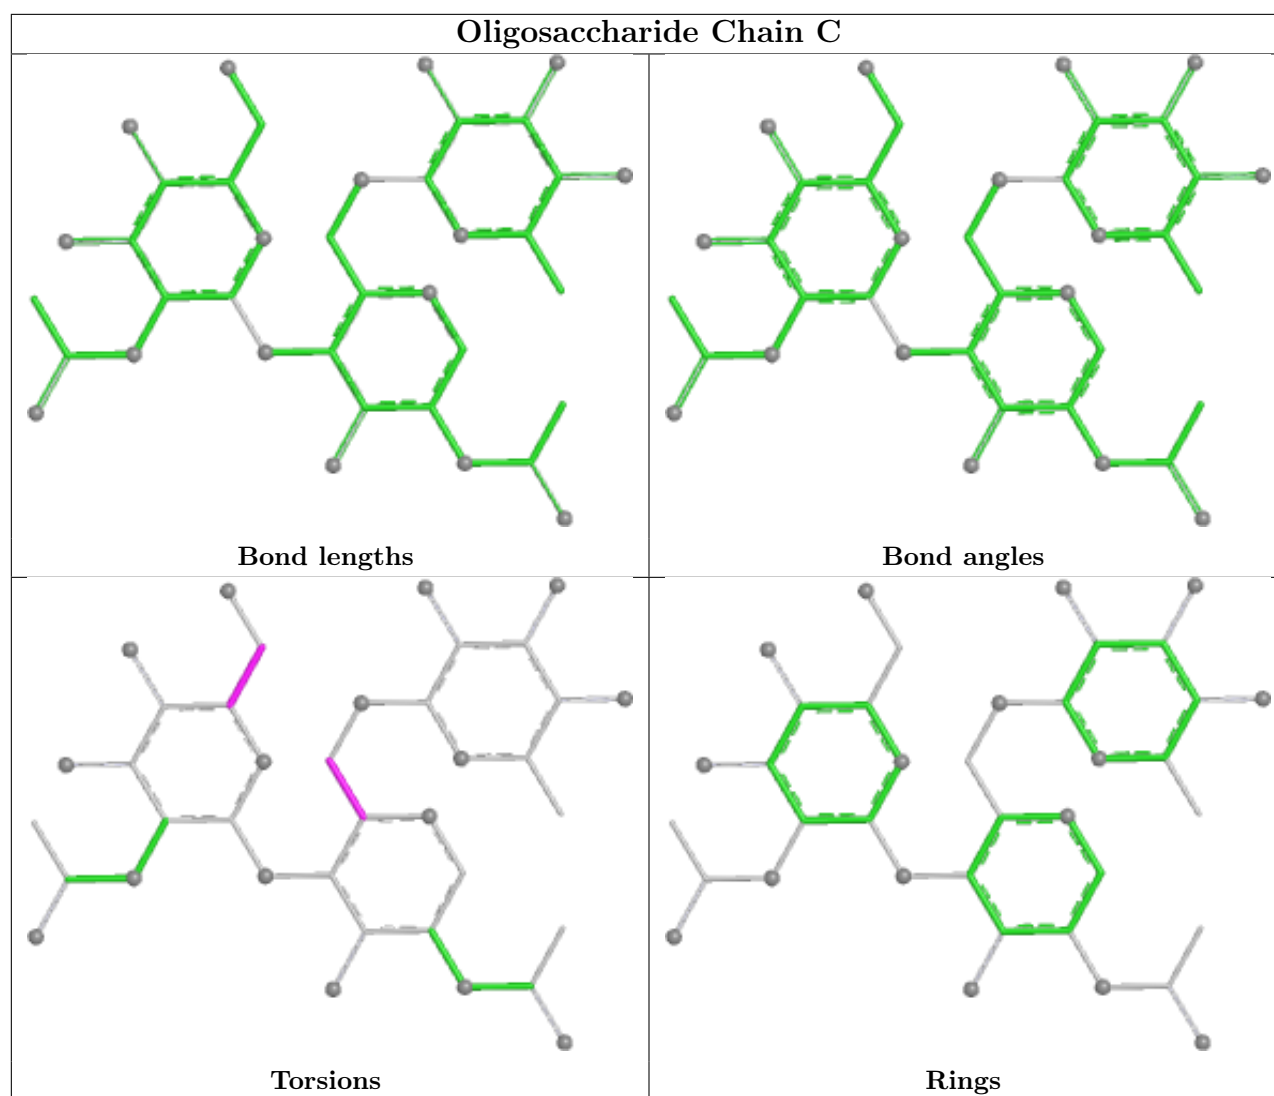 Oligosaccharide Chain C
Bond lengths
Bond angles
Torsions
Rings